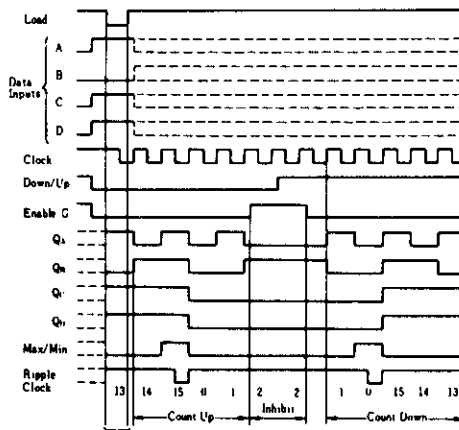 Load
A
B
C
D
Data
Inputs
Clock
Down/Up
Enable G
QA
QB
QC
QD
Max/Min
Ripple
Clock
13 14 15 0 1 2 2 1 0 15 14 13
Count Up
Inhibit
Count Down